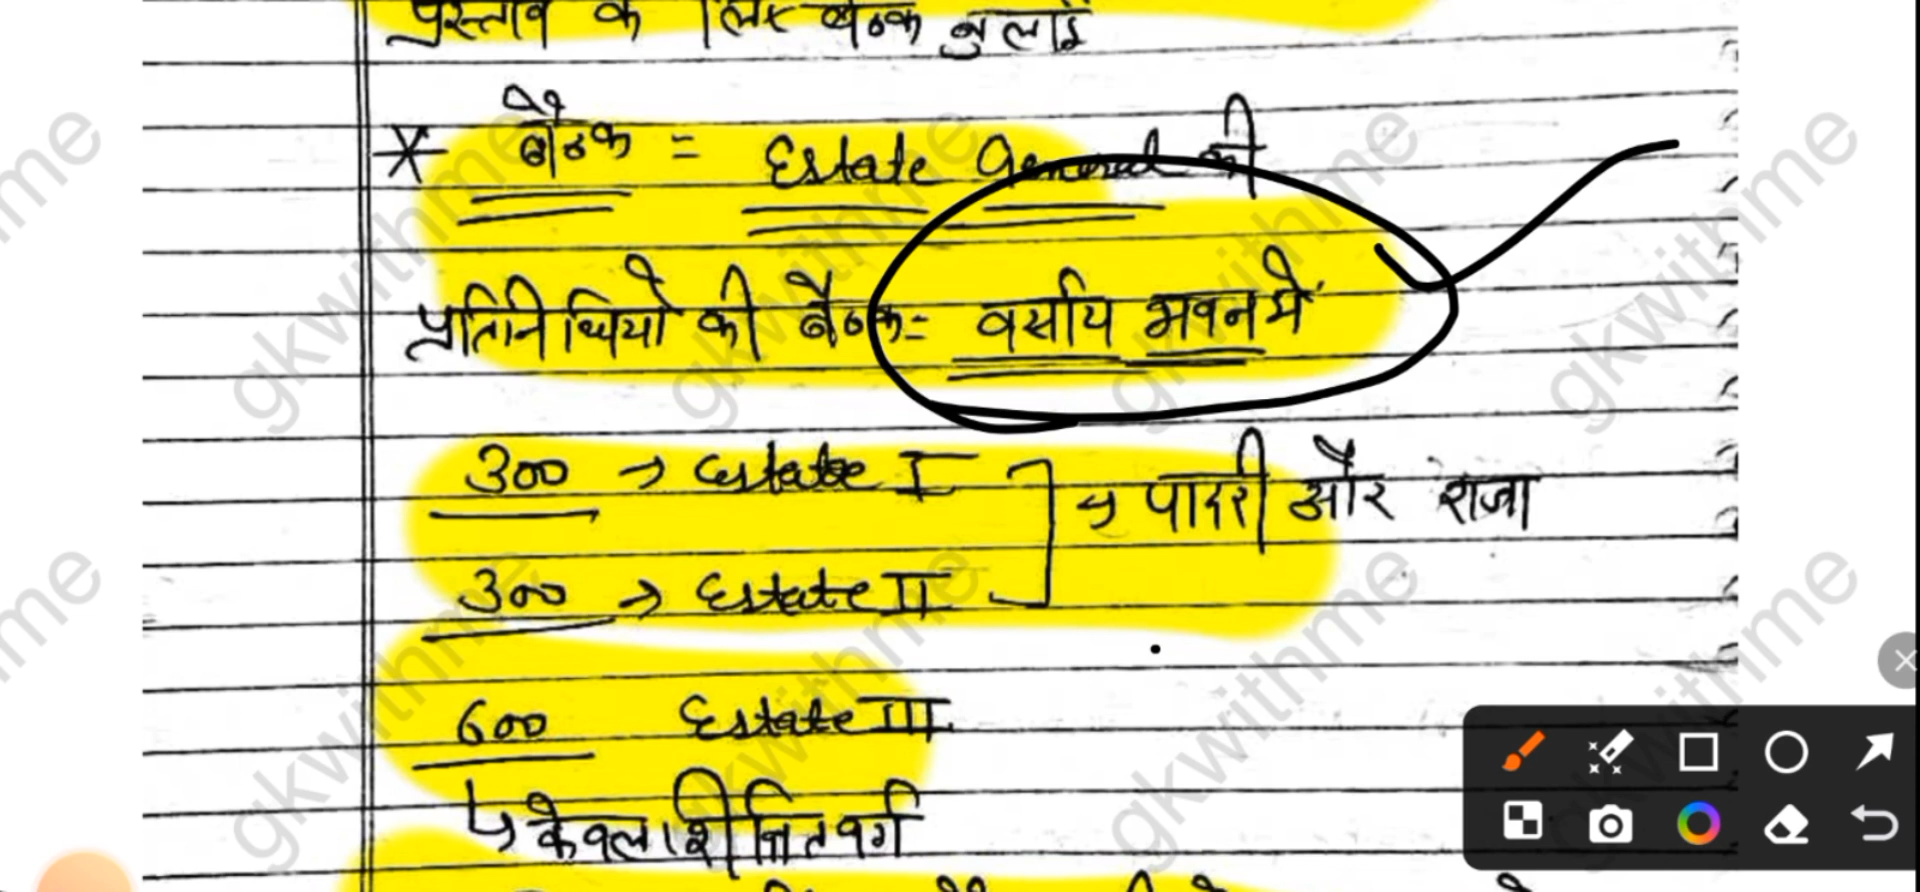 प्रस्ताव के लिए बैठक बुलाई
* बैठक = Estate General की
प्रतिनिधियों की बैठक = वर्साय भवन में
300 → Estate I
→ पादरी और राजा
300 → Estate II
600 Estate III
↳ केवल शिक्षित वर्ग
gkwithme